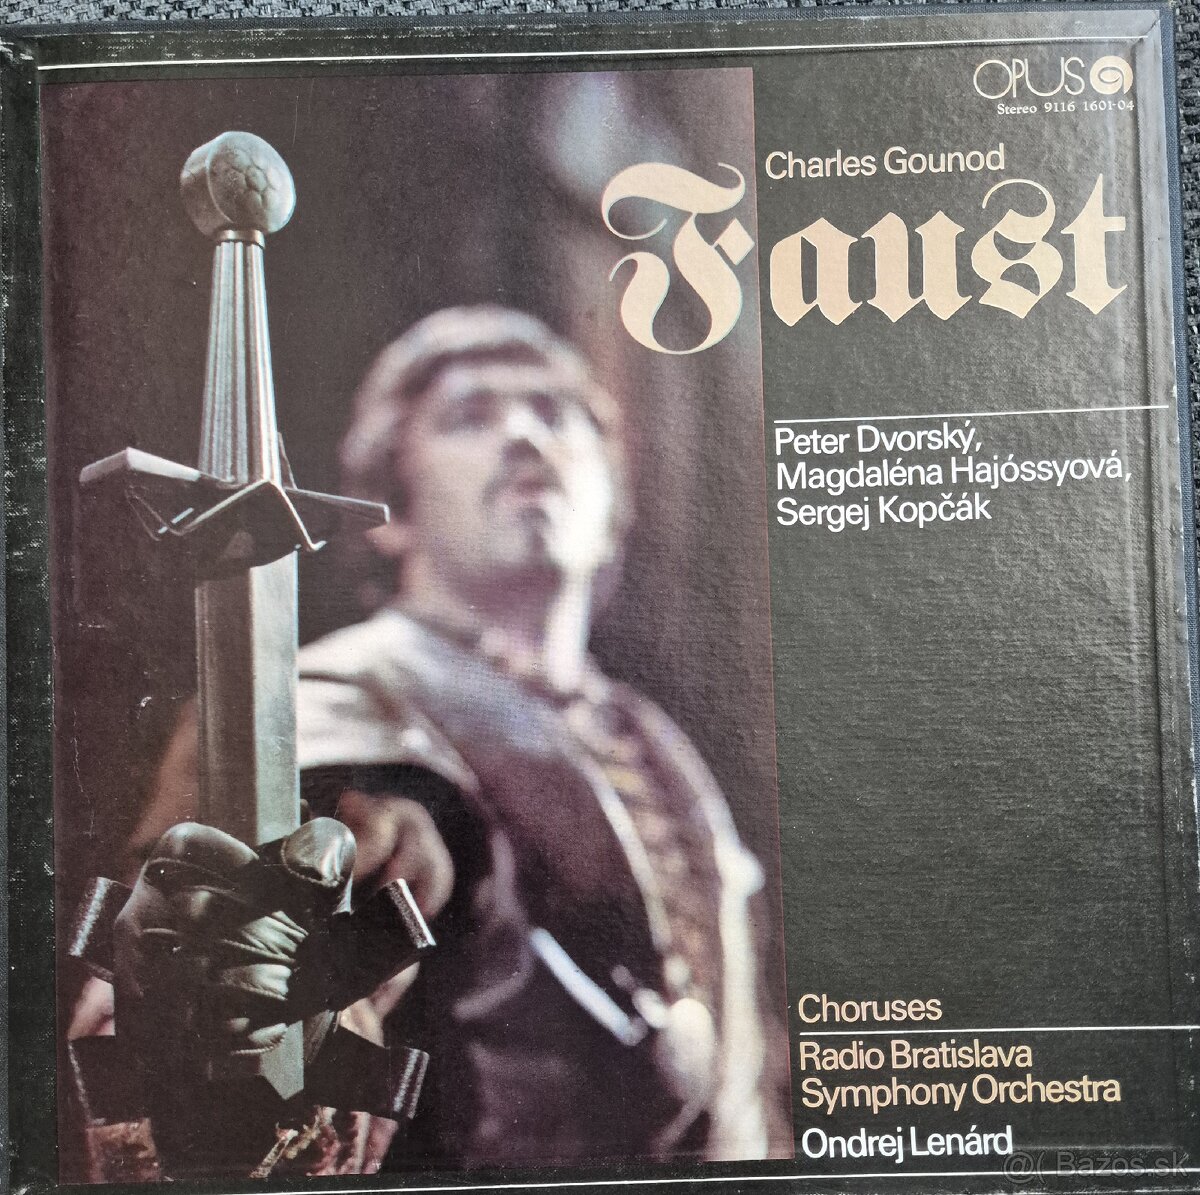 OPUS
Stereo 9116 1601-04
Charles Gounod
Faust
Peter Dvorský,
Magdaléna Hajóssyová,
Sergej Kopčák
Choruses
Radio Bratislava
Symphony Orchestra
Ondrej Lenárd
@( Bazos.sk